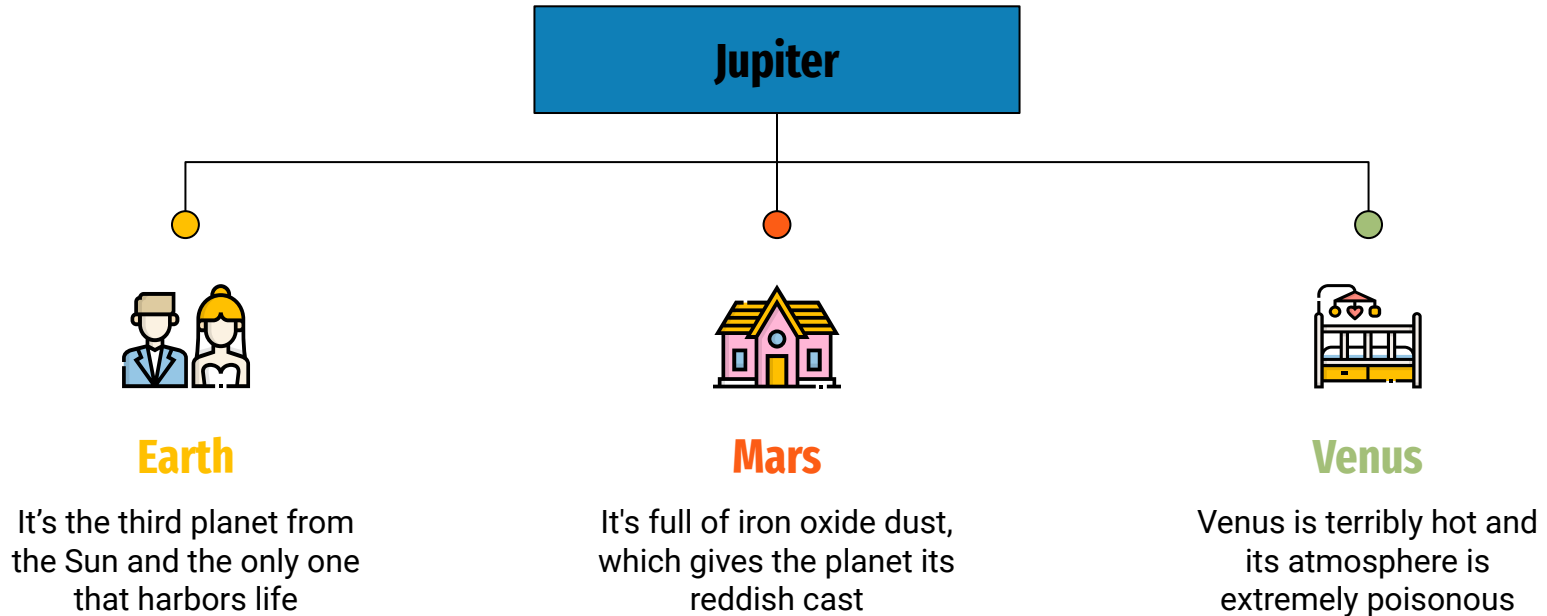 Jupiter
Earth
It’s the third planet from
the Sun and the only one
that harbors life
Mars
It's full of iron oxide dust,
which gives the planet its
reddish cast
Venus
Venus is terribly hot and
its atmosphere is
extremely poisonous